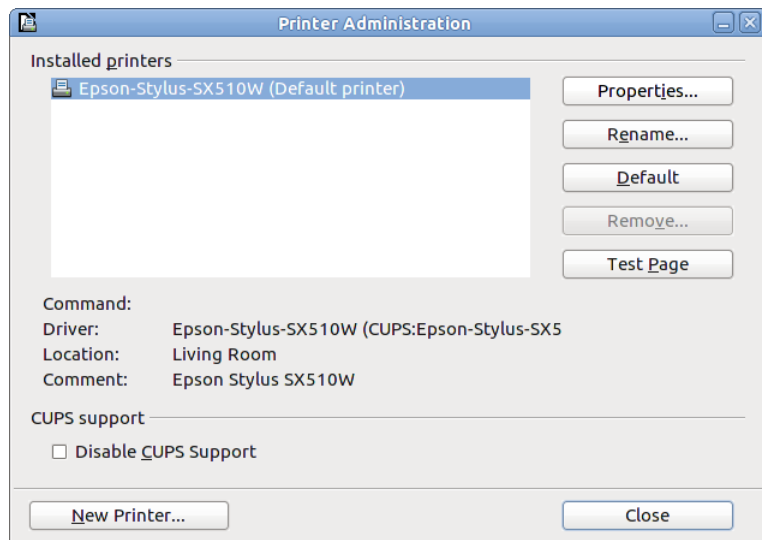 Printer Administration
Installed printers
Epson-Stylus-SX510W (Default printer)
Properties...
Rename...
Default
Remove...
Test Page
Command:
Driver: Epson-Stylus-SX510W (CUPS:Epson-Stylus-SX5
Location: Living Room
Comment: Epson Stylus SX510W
CUPS support
Disable CUPS Support
New Printer... Close